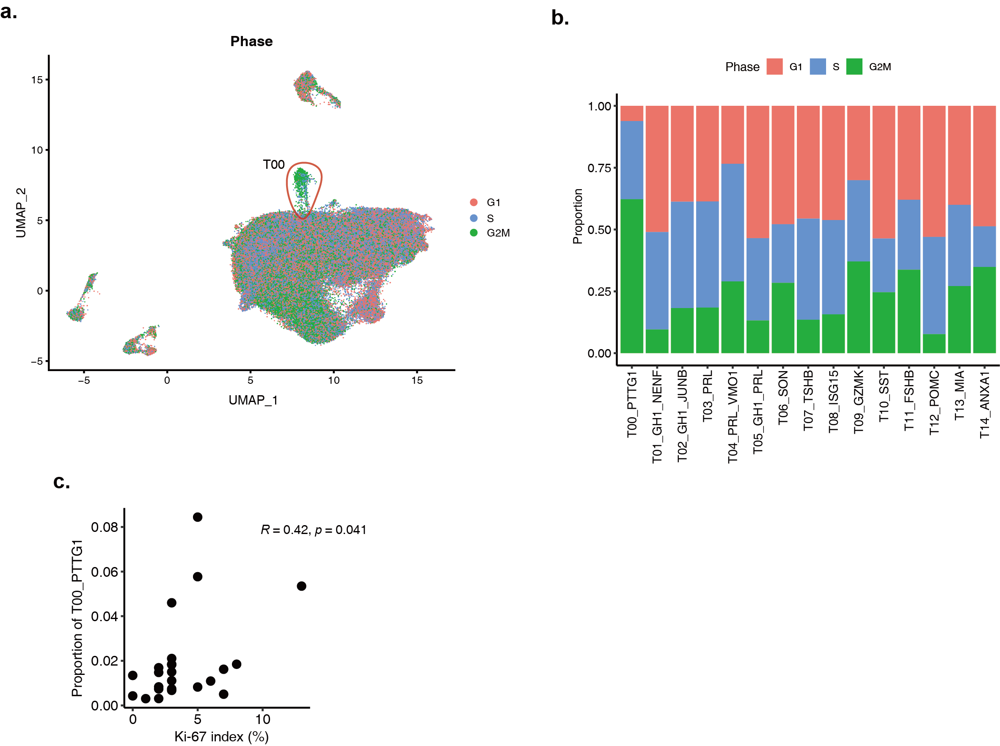 a.
Phase
15
10
5
0
−5
UMAP_2
T00
−5
0
5
10
15
UMAP_1
G1
S
G2M
b.
Phase G1 S G2M
1.00
0.75
0.50
0.25
0.00
Proportion
T00_PTTG1
T01_GH1_NENF
T02_GH1_JUNB
T03_PRL
T04_PRL_VMO1
T05_GH1_PRL
T06_SON
T07_TSHB
T08_ISG15
T09_GZMK
T10_SST
T11_FSHB
T12_POMC
T13_MIA
T14_ANXA1
c.
R = 0.42, p = 0.041
0.08
0.06
0.04
0.02
0.00
Proportion of T00_PTTG1
0
5
10
Ki-67 index (%)